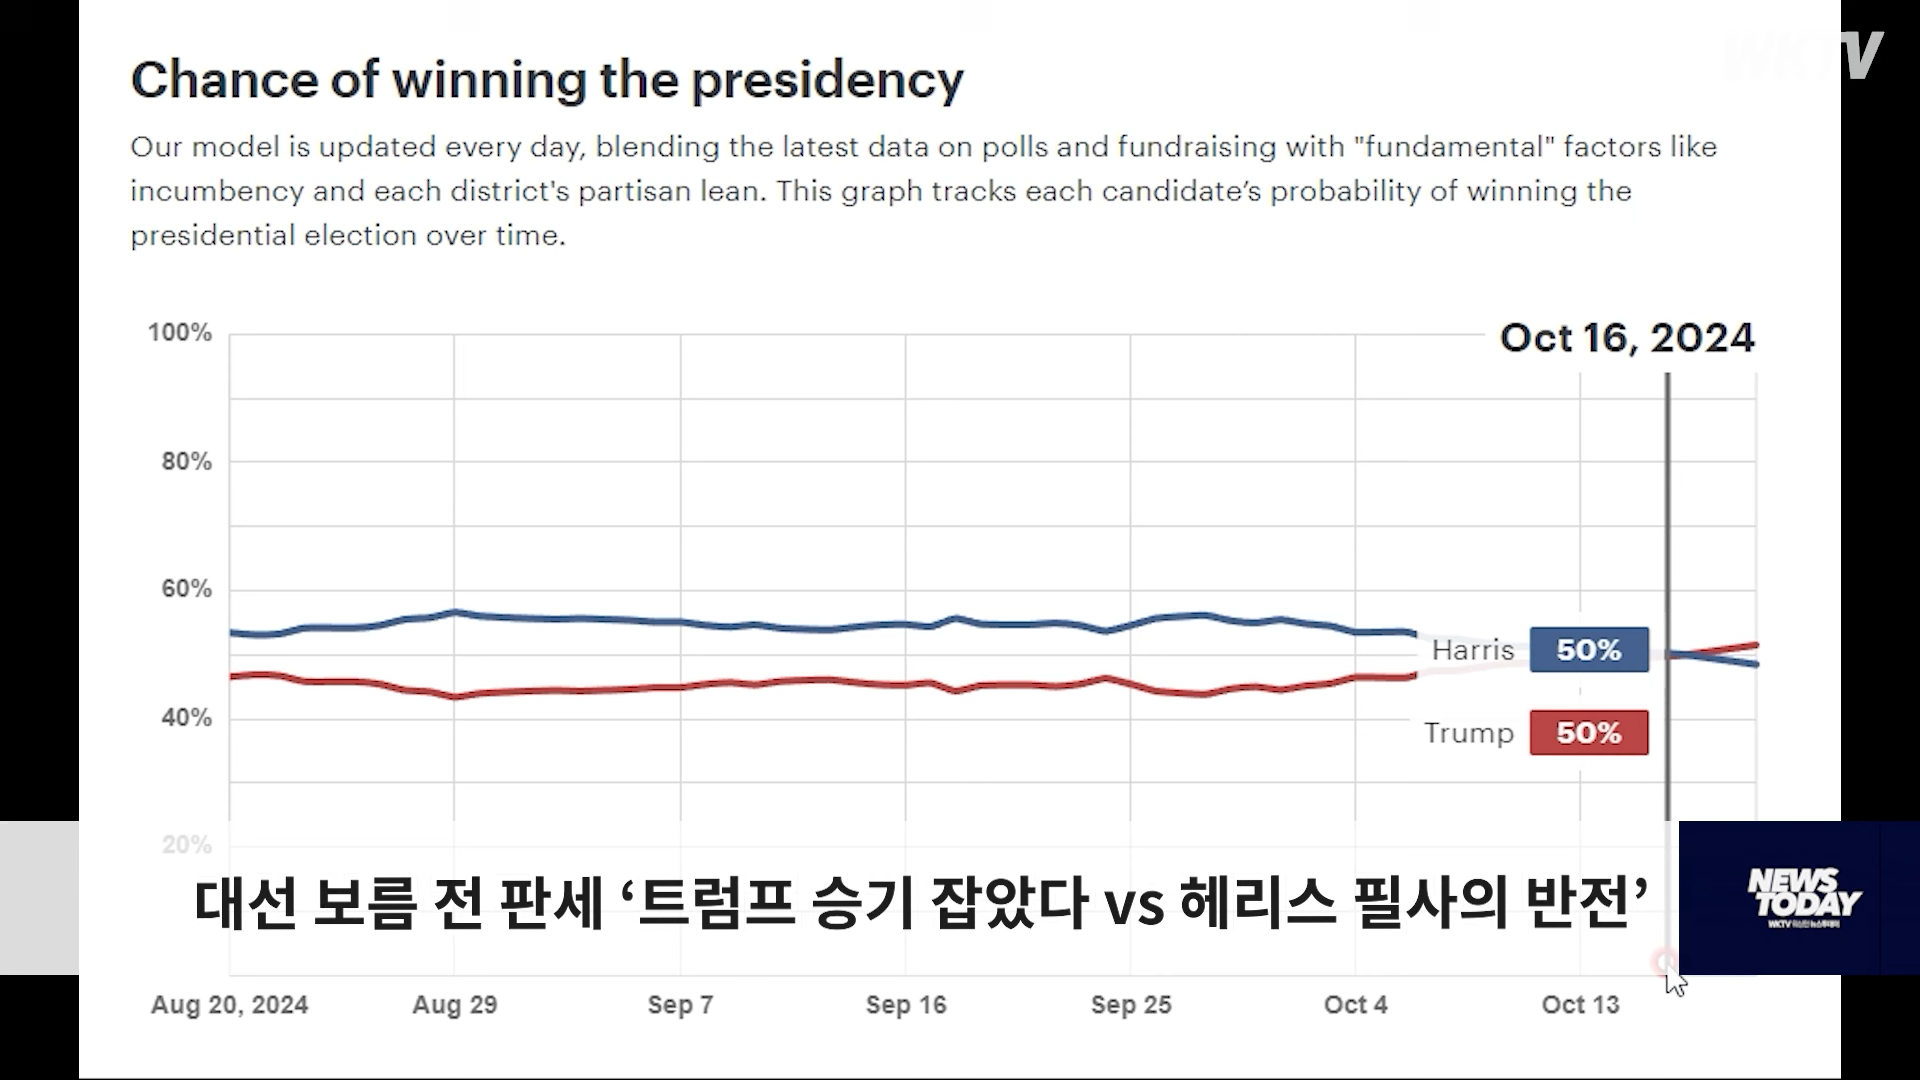 WKTV
Chance of winning the presidency
Our model is updated every day, blending the latest data on polls and fundraising with "fundamental" factors like
incumbency and each district's partisan lean. This graph tracks each candidate’s probability of winning the
presidential election over time.
Oct 16, 2024
100%
80%
60%
40%
20%
Harris 50%
Trump 50%
대선 보름 전 판세 ‘트럼프 승기 잡았다 vs 헤리스 필사의 반전’
NEWS
TODAY
Aug 20, 2024 Aug 29 Sep 7 Sep 16 Sep 25 Oct 4 Oct 13